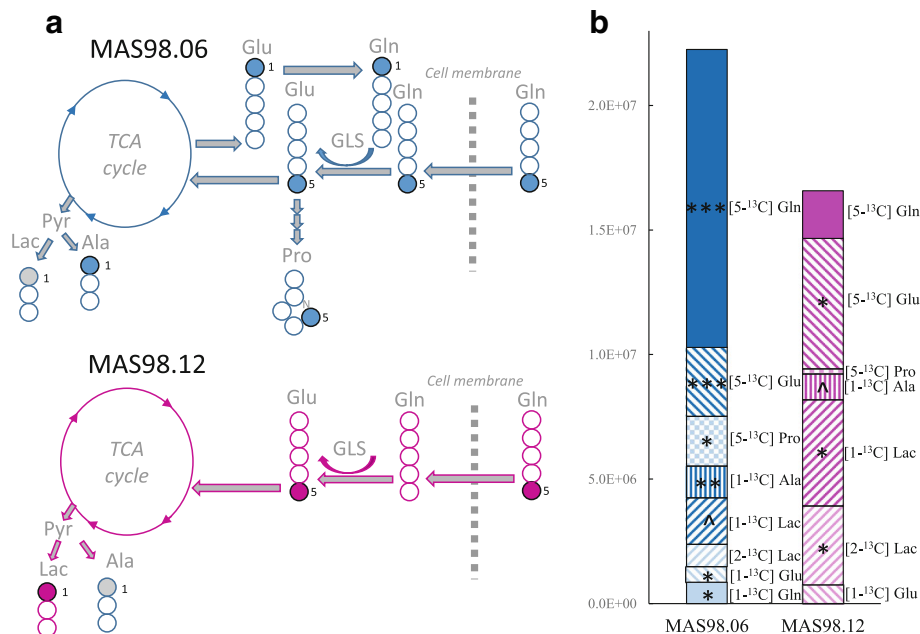 a
MAS98.06
Glu
Gln
1
1
Cell membrane
Glu
Gln
Gln
TCA
cycle
GLS
5
5
5
Pyr
Lac
Ala
1
1
Pro
N
5
MAS98.12
Cell membrane
Glu
Gln
Gln
TCA
cycle
GLS
5
5
Pyr
Lac
Ala
1
1
b
2.0E+07
1.5E+07
1.0E+07
5.0E+06
0.0E+00
*** [5-¹³C] Gln
*** [5-¹³C] Glu
* [5-¹³C] Pro
** [1-¹³C] Ala
^ [1-¹³C] Lac
[2-¹³C] Lac
* [1-¹³C] Glu
* [1-¹³C] Gln
[5-¹³C] Gln
* [5-¹³C] Glu
[5-¹³C] Pro
^ [1-¹³C] Ala
* [1-¹³C] Lac
* [2-¹³C] Lac
[1-¹³C] Glu
MAS98.06 MAS98.12